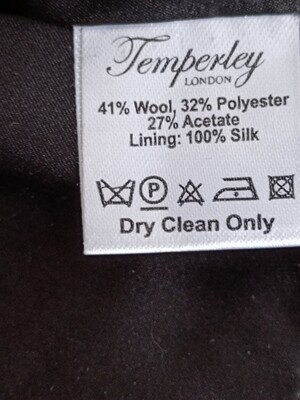 Temperley
LONDON
41% Wool, 32% Polyester
27% Acetate
Lining: 100% Silk
P
Dry Clean Only